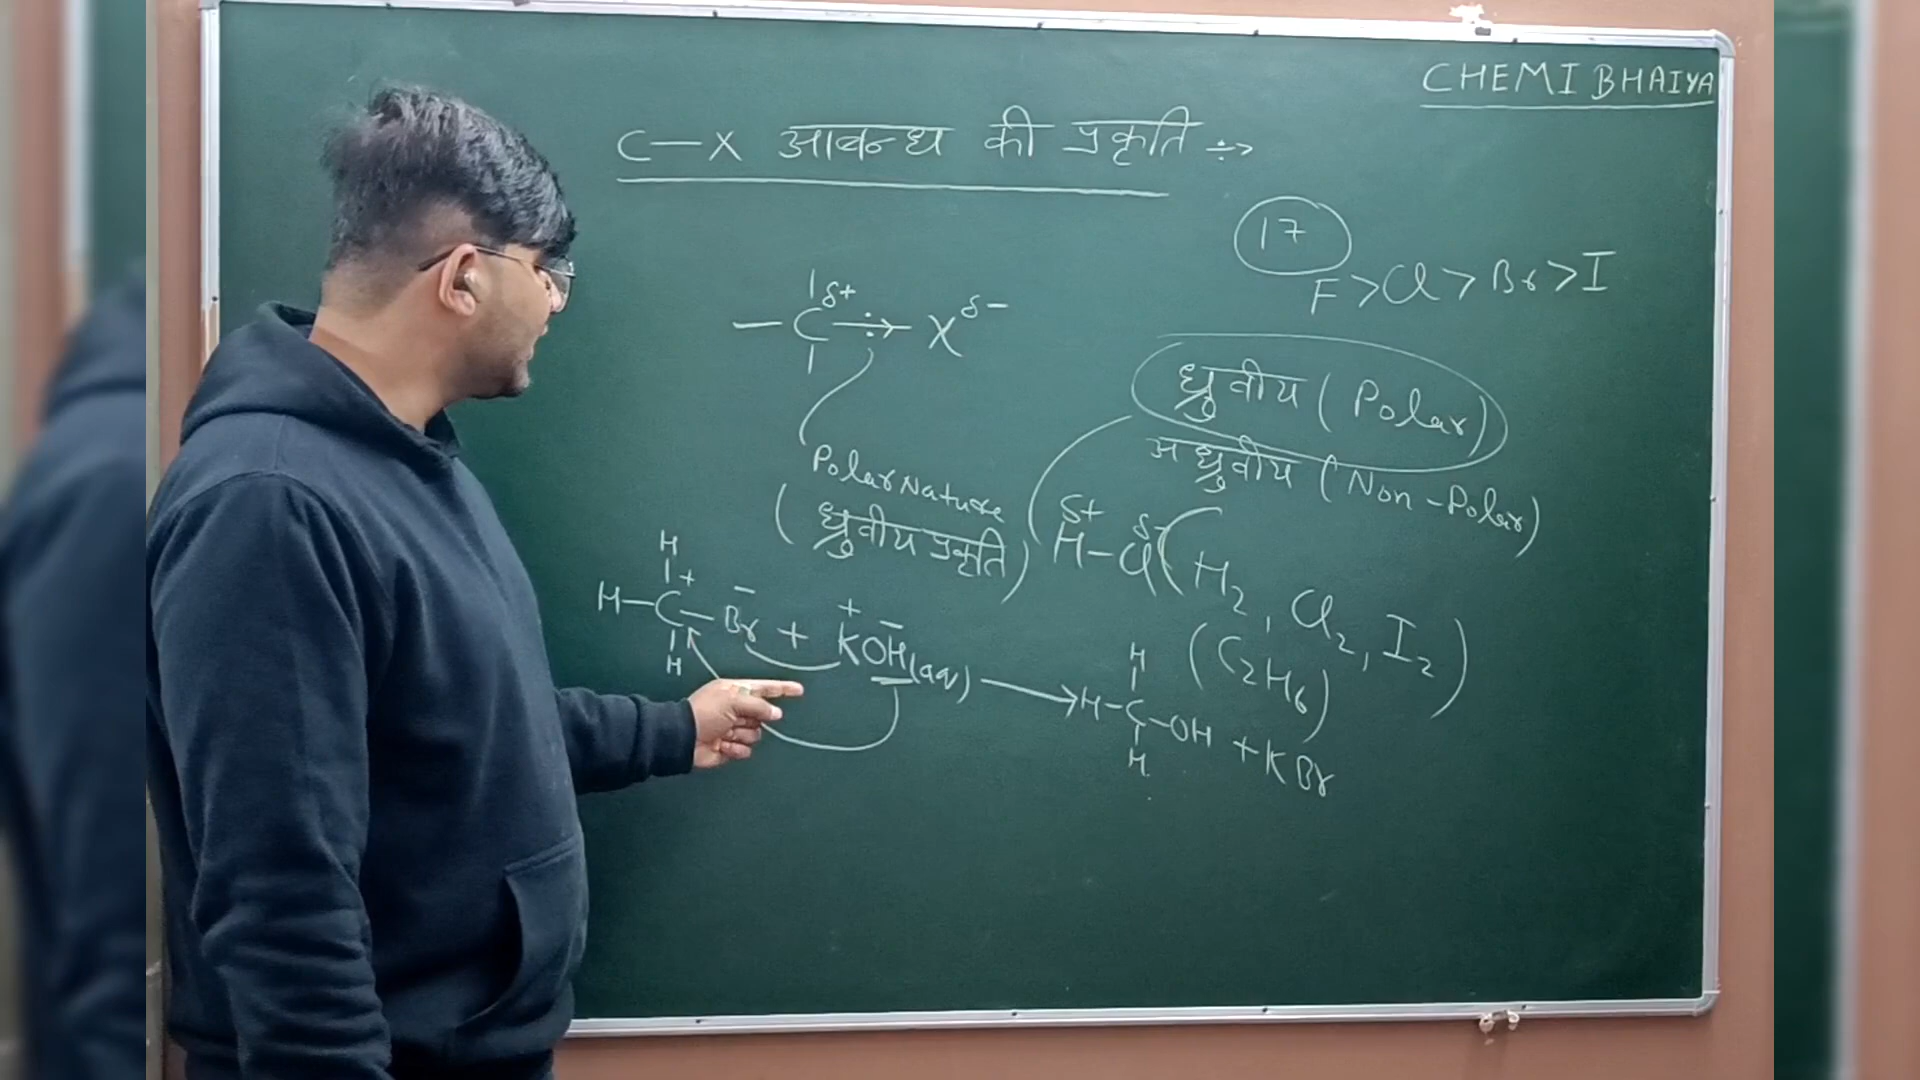 CHEMI BHAIYA
C—X आबन्ध की प्रकृति ÷>
17
F > Cl > Br > I
— C δ+ —> X δ-
ध्रुवीय ( Polar )
अध्रुवीय ( Non - Polar )
Polar Nature
( ध्रुवीय प्रकृति )
δ+ δ-
H - Cl
( H2 , Cl2 , I2 )
( C2H6 )
H
+ - + -
H — C — Br + KOH (aq) ⟶
H
H
H - C - OH + KBr
H